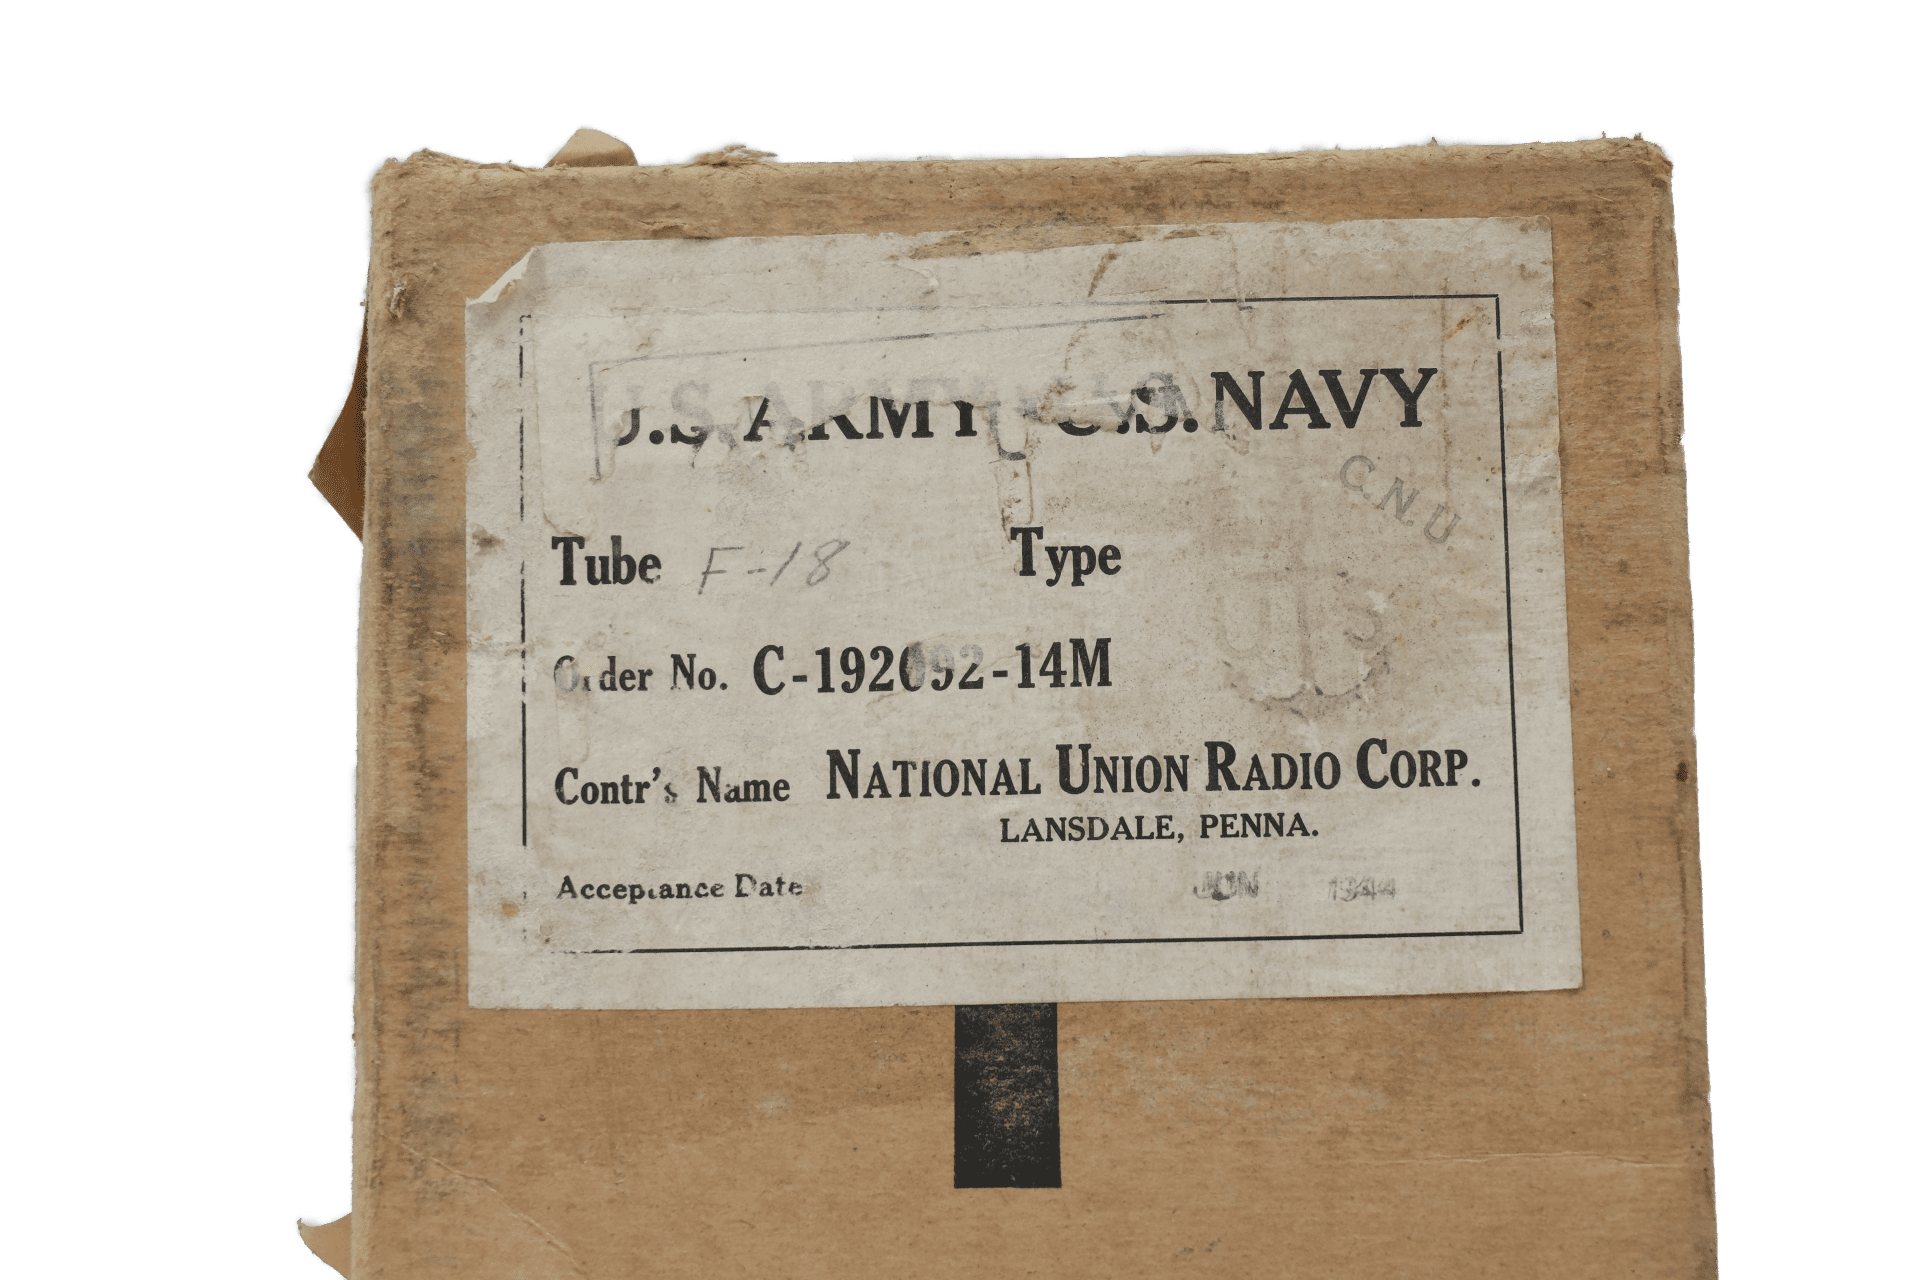 U.S. ARMY U.S. NAVY
C.N.U.
Tube F-18 Type
Order No. C-192092-14M
Contr's Name NATIONAL UNION RADIO CORP.
LANSDALE, PENNA.
Acceptance Date JUN 1944